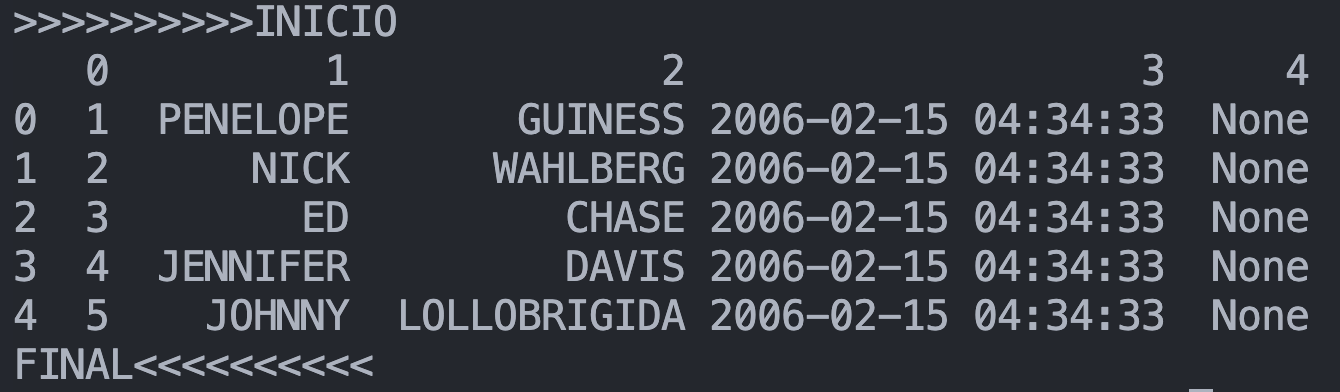 >>>>>>>>>>INICIO
   0         1             2                   3     4
0  1  PENELOPE       GUINESS 2006-02-15 04:34:33  None
1  2      NICK      WAHLBERG 2006-02-15 04:34:33  None
2  3        ED         CHASE 2006-02-15 04:34:33  None
3  4  JENNIFER         DAVIS 2006-02-15 04:34:33  None
4  5    JOHNNY  LOLLOBRIGIDA 2006-02-15 04:34:33  None
FINAL<<<<<<<<<<